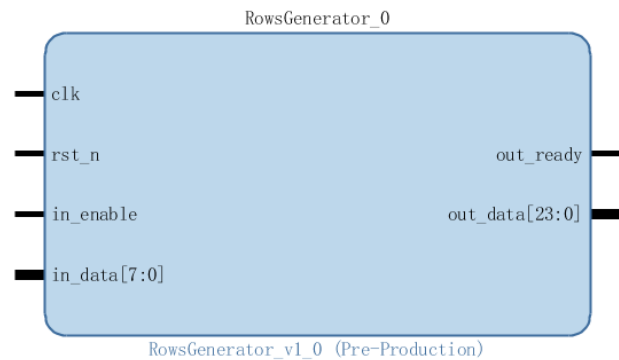 RowsGenerator_0
clk
rst_n
out_ready
in_enable
out_data[23:0]
in_data[7:0]
RowsGenerator_v1_0 (Pre-Production)